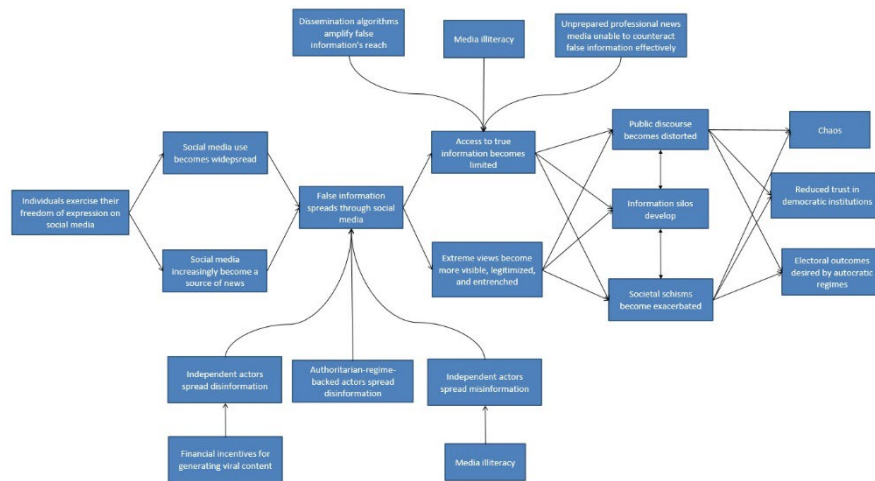 Dissemination algorithms
amplify false
information's reach
Media illiteracy
Unprepared professional news
media unable to counteract
false information effectively
Social media use
becomes widepsread
Access to true
information becomes
limited
Public discourse
becomes distorted
Chaos
Individuals exercise their
freedom of expression on
social media
False information
spreads through social
media
Information silos
develop
Reduced trust in
democratic institutions
Social media
increasingly become a
source of news
Extreme views become
more visible, legitimized,
and entrenched
Societal schisms
become exacerbated
Electoral outcomes
desired by autocratic
regimes
Independent actors
spread disinformation
Authoritarian-regime-
backed actors spread
disinformation
Independent actors
spread misinformation
Financial incentives for
generating viral content
Media illiteracy